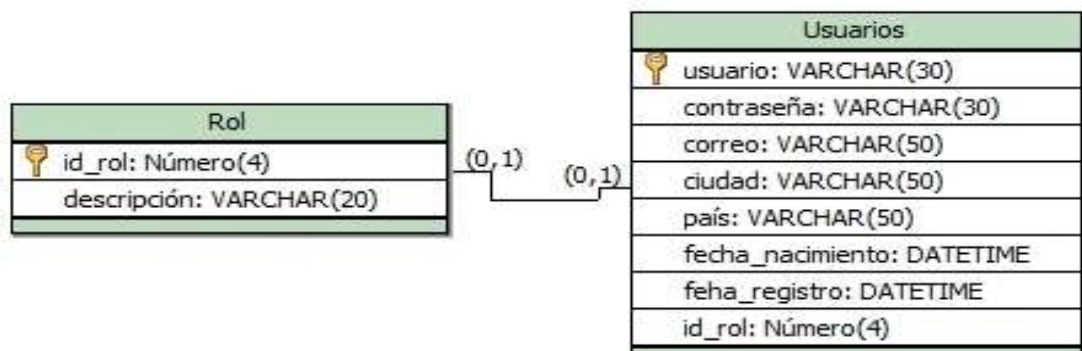 Rol
id_rol: Número(4)
descripción: VARCHAR(20)
(0,1)
(0,1)
Usuarios
usuario: VARCHAR(30)
contraseña: VARCHAR(30)
correo: VARCHAR(50)
ciudad: VARCHAR(50)
país: VARCHAR(50)
fecha_nacimiento: DATETIME
feha_registro: DATETIME
id_rol: Número(4)